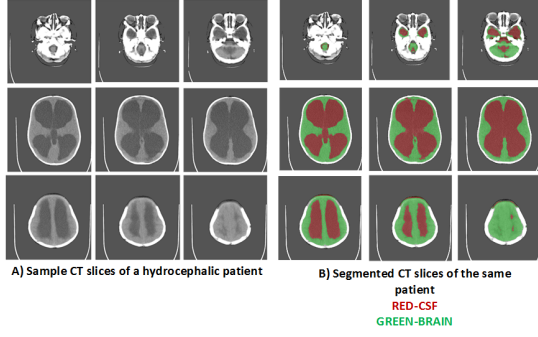 A) Sample CT slices of a hydrocephalic patient
B) Segmented CT slices of the same
patient
RED-CSF
GREEN-BRAIN